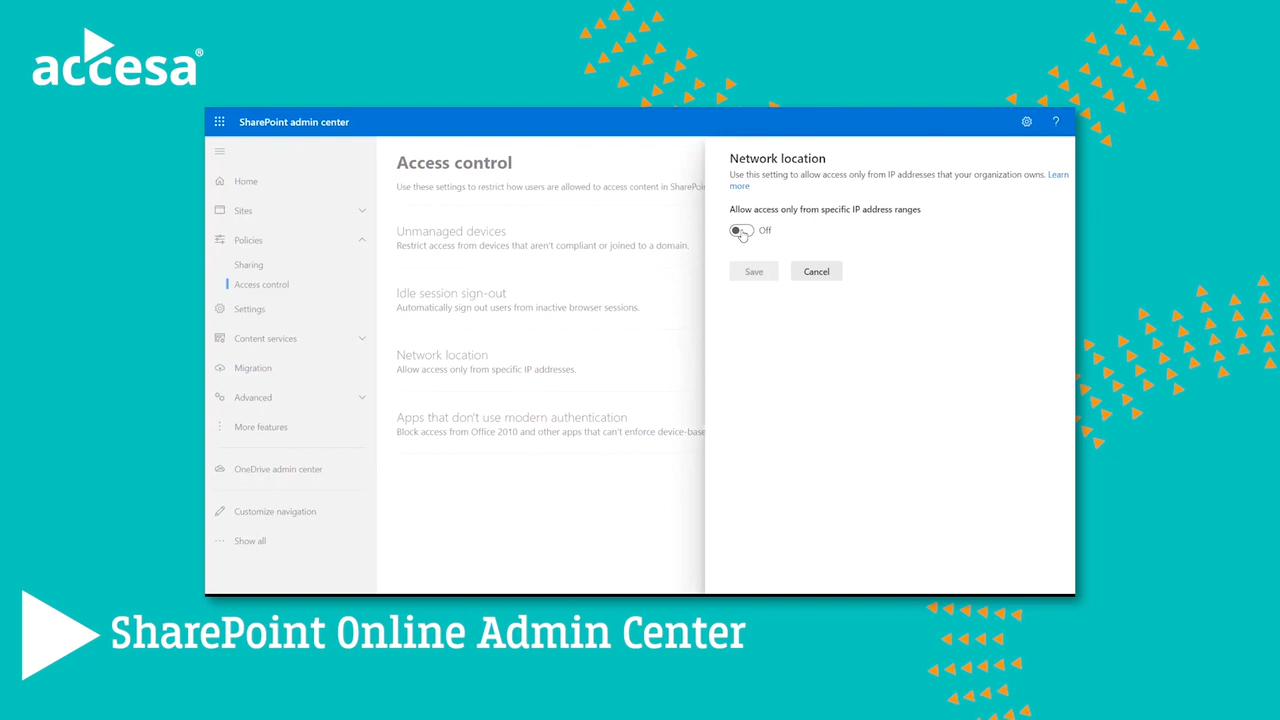 accesa®
SharePoint admin center
?
Home
Sites
Policies
Sharing
Access control
Settings
Content services
Migration
Advanced
More features
OneDrive admin center
Customize navigation
Show all
Access control
Use these settings to restrict how users are allowed to access content in SharePoi
Unmanaged devices
Restrict access from devices that aren't compliant or joined to a domain.
Idle session sign-out
Automatically sign out users from inactive browser sessions.
Network location
Allow access only from specific IP addresses.
Apps that don't use modern authentication
Block access from Office 2010 and other apps that can't enforce device-base
Network location
Use this setting to allow access only from IP addresses that your organization owns. Learn
more
Allow access only from specific IP address ranges
Off
Save Cancel
SharePoint Online Admin Center